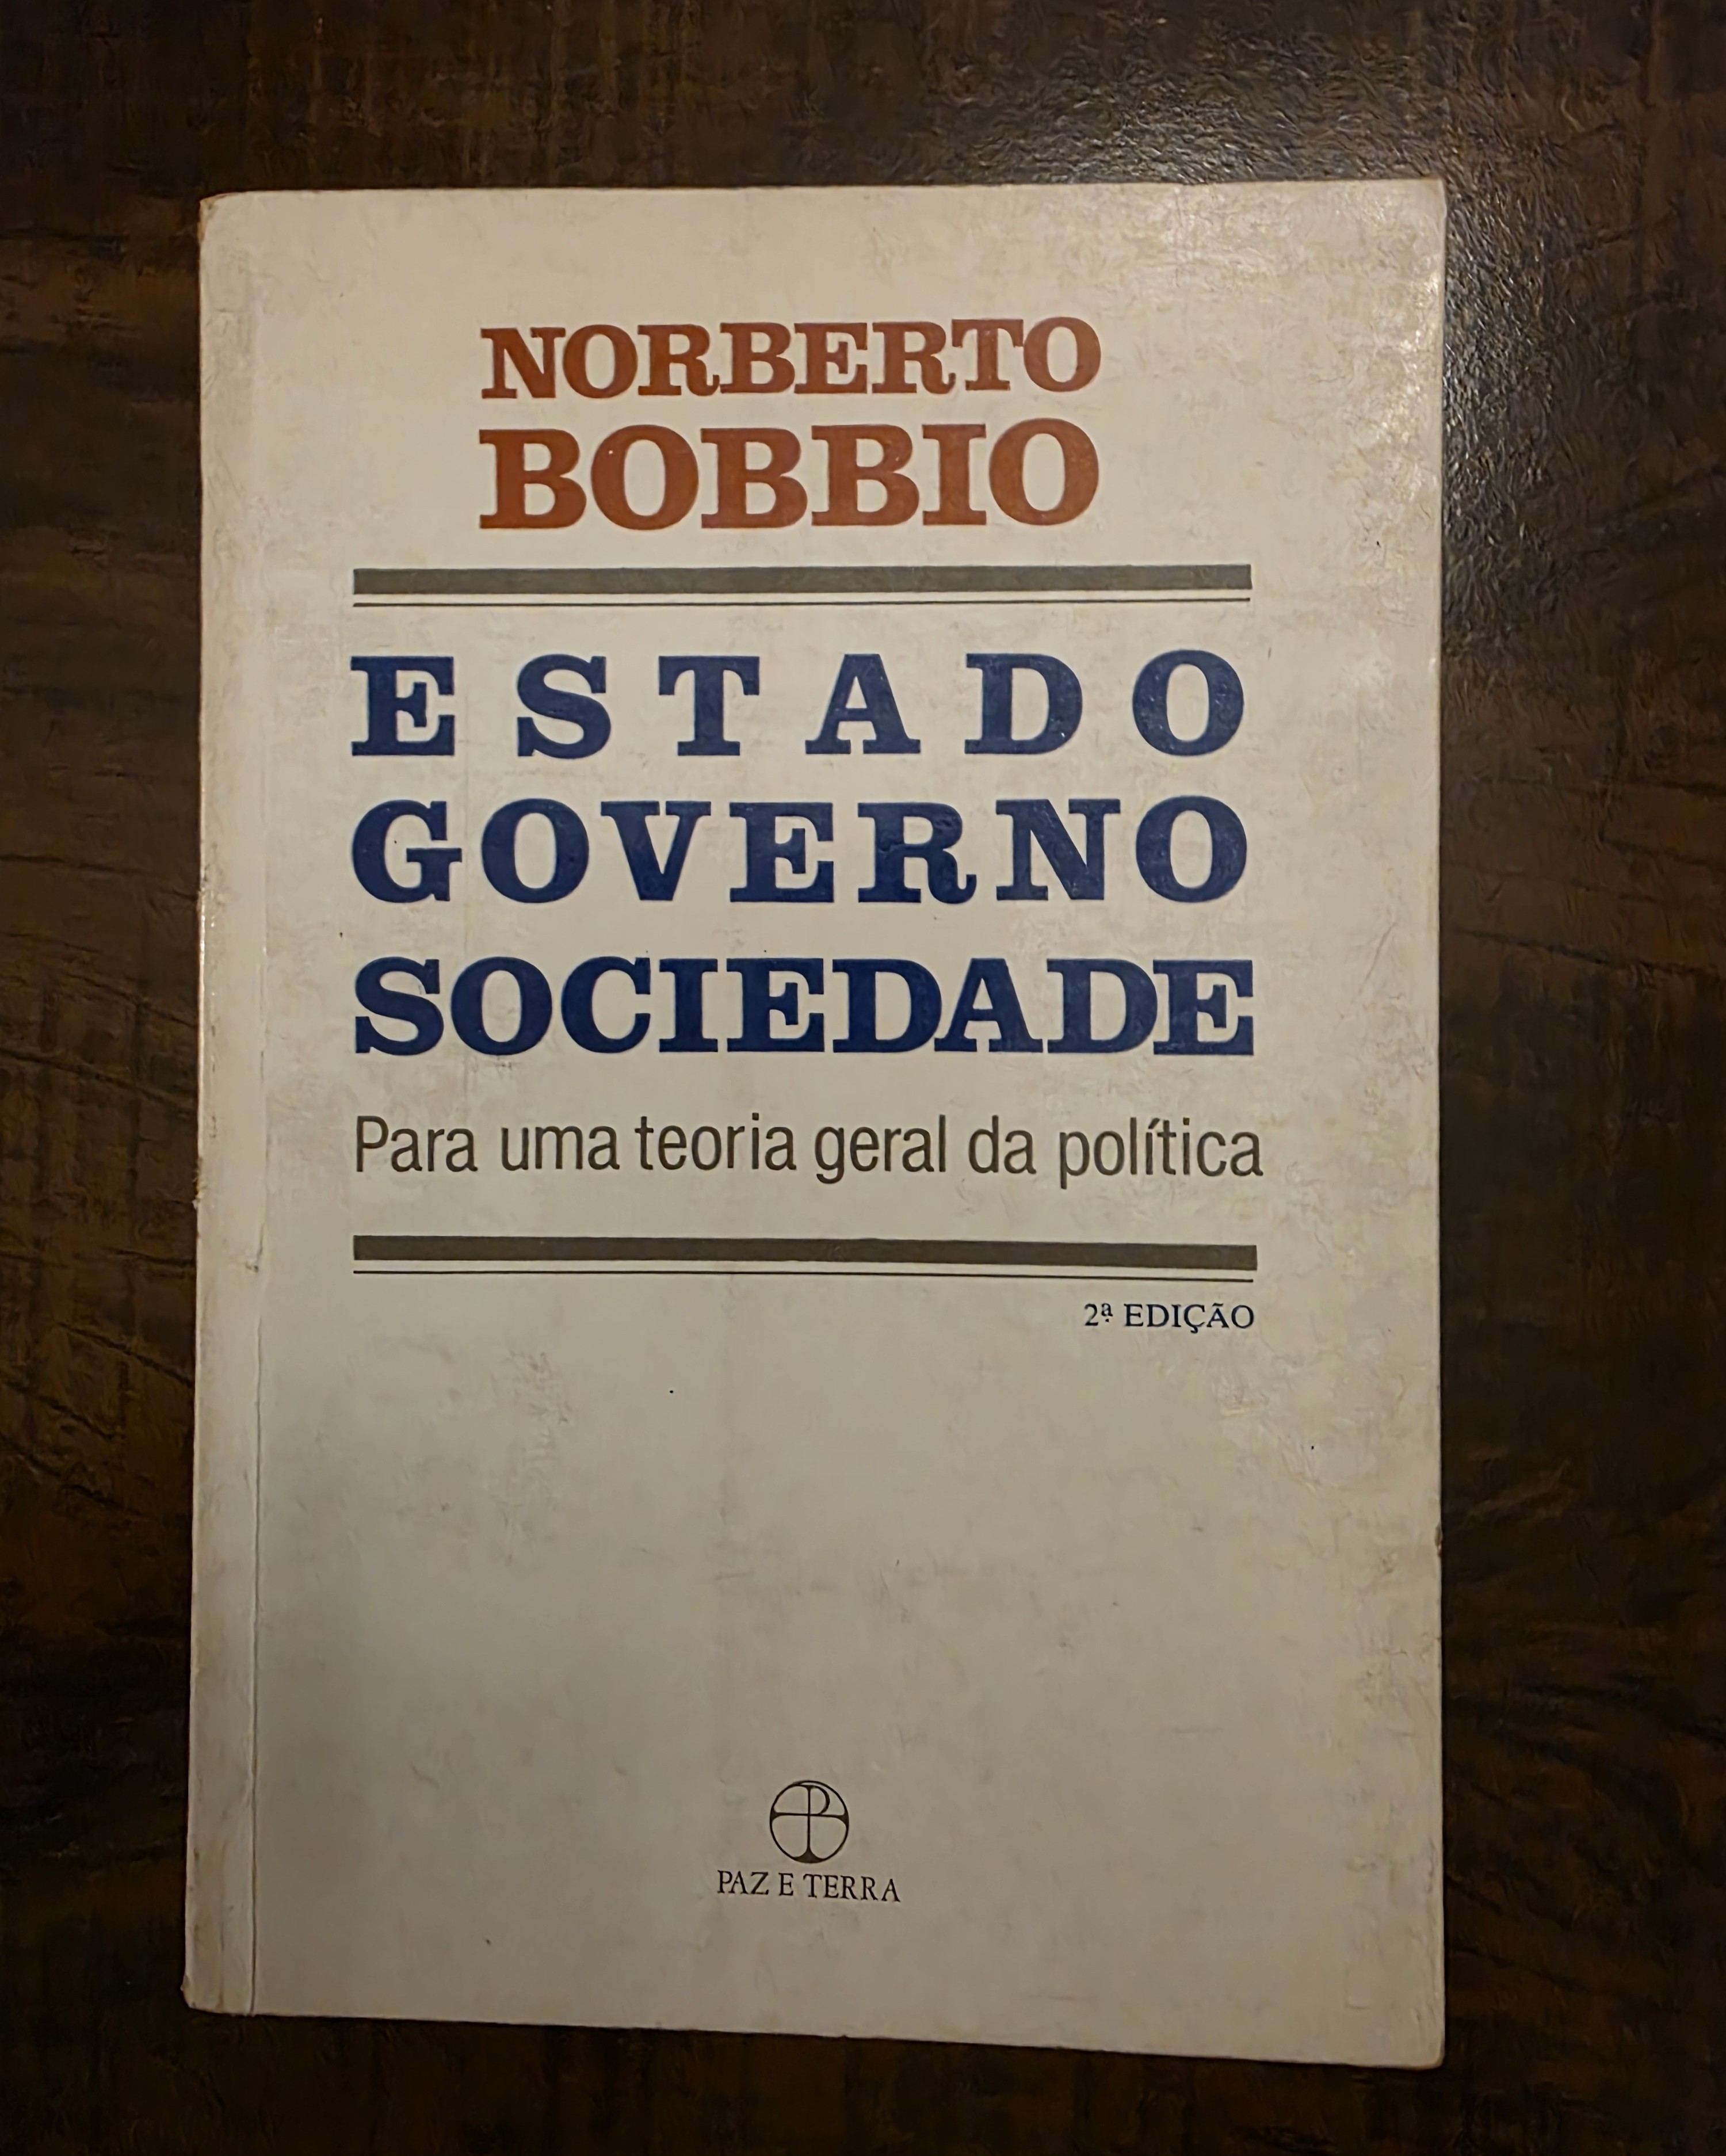 NORBERTO
BOBBIO
ESTADO
GOVERNO
SOCIEDADE
Para uma teoria geral da política
2ª EDIÇÃO
PAZ E TERRA